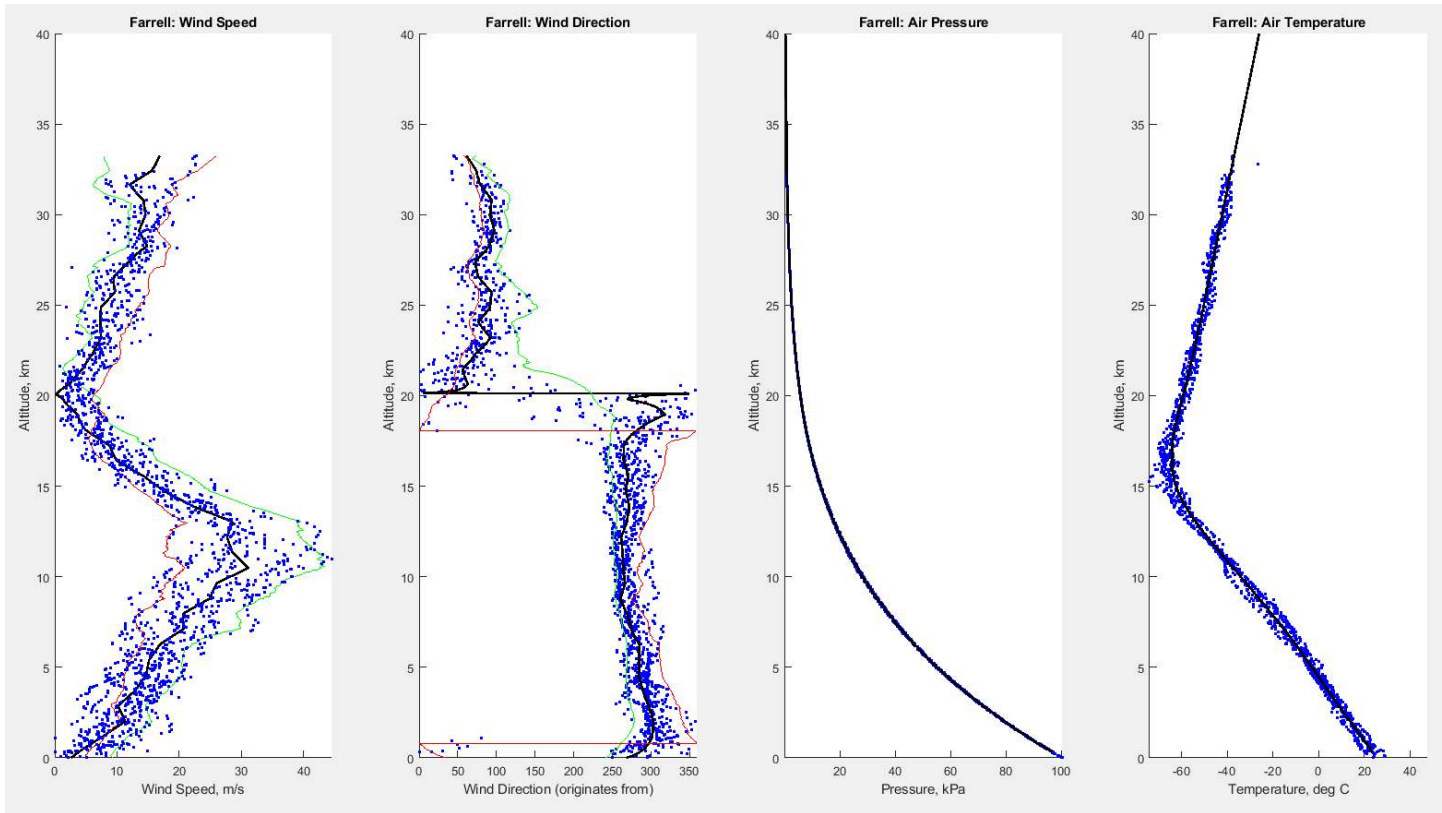 Farrell: Wind Speed
40
35
30
25
20
15
10
5
0
0 10 20 30 40
Altitude, km
Wind Speed, m/s
Farrell: Wind Direction
40
35
30
25
20
15
10
5
0
0 50 100 150 200 250 300 350
Altitude, km
Wind Direction (originates from)
Farrell: Air Pressure
40
35
30
25
20
15
10
5
0
20 40 60 80 100
Altitude, km
Pressure, kPa
Farrell: Air Temperature
40
35
30
25
20
15
10
5
0
-60 -40 -20 0 20 40
Altitude, km
Temperature, deg C